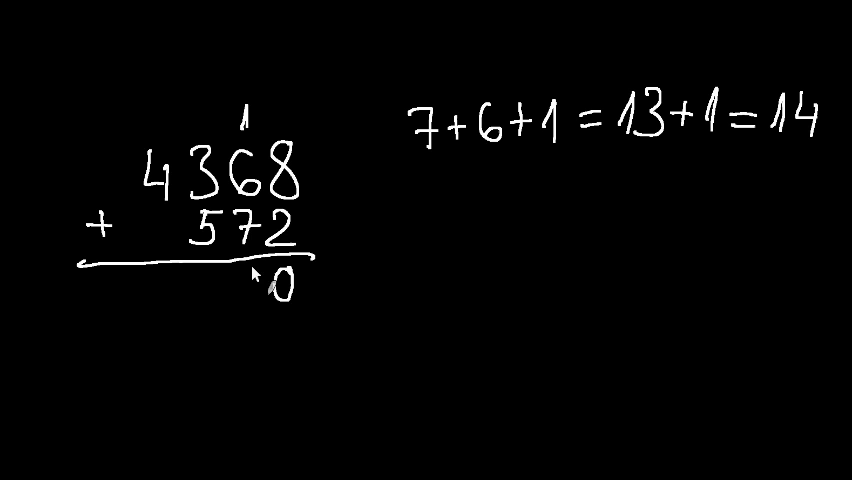 1
4368
+ 572
0
7+6+1 = 13+1 = 14